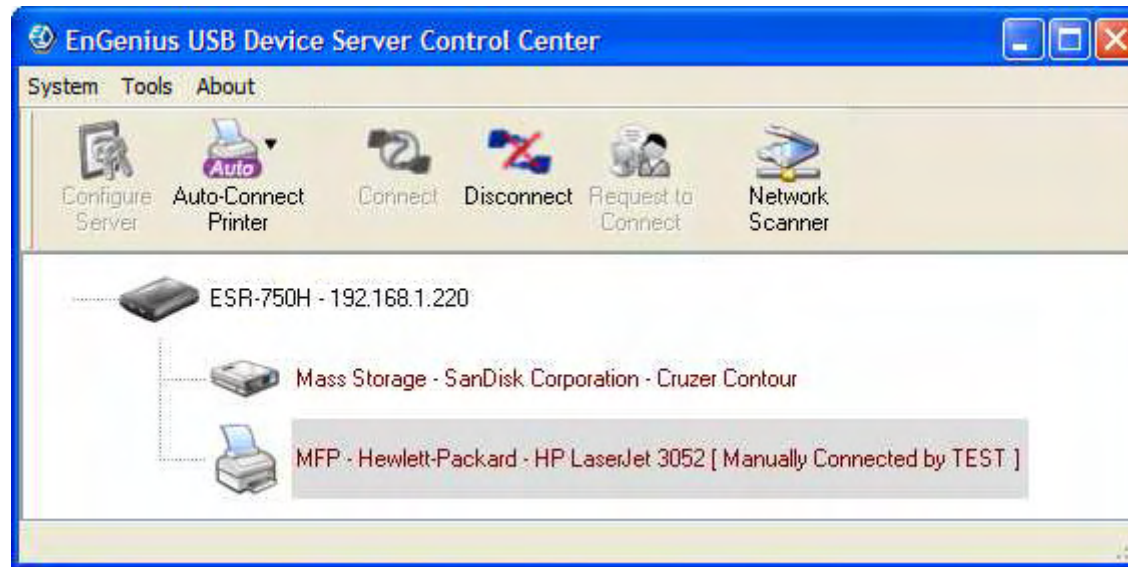 EnGenius USB Device Server Control Center
System Tools About
Configure Server
Auto
Auto-Connect Printer
Connect
Disconnect
Request to Connect
Network Scanner
ESR-750H - 192.168.1.220
Mass Storage - SanDisk Corporation - Cruzer Contour
MFP - Hewlett-Packard - HP LaserJet 3052 [ Manually Connected by TEST ]